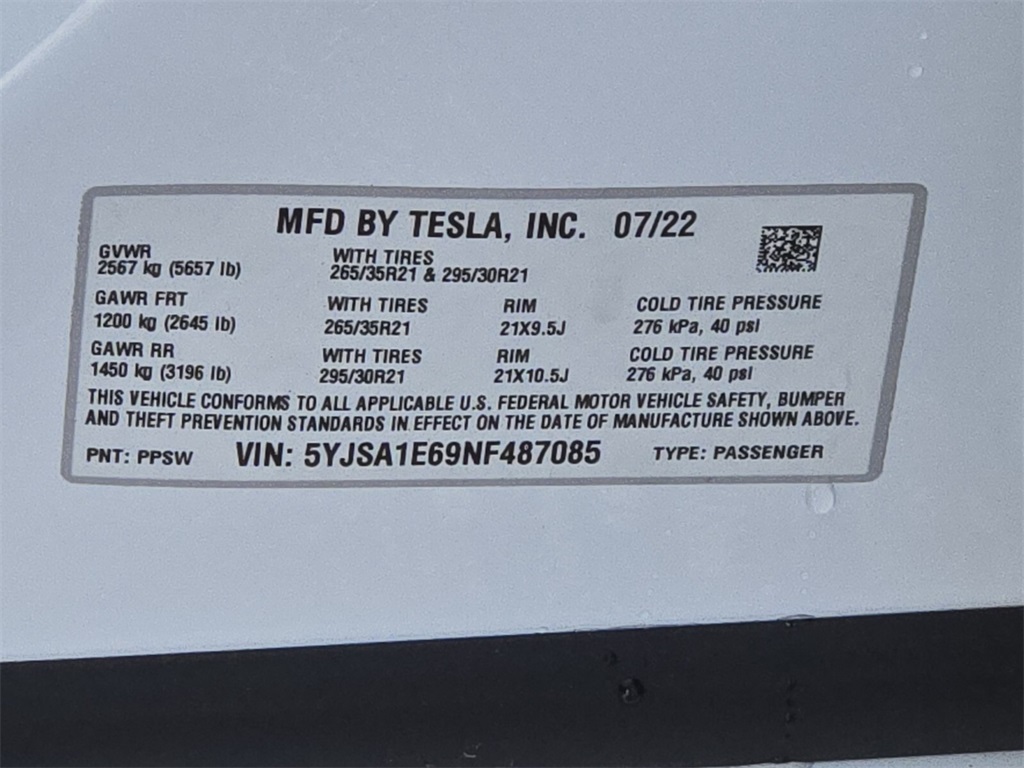 MFD BY TESLA, INC. 07/22
GVWR
2567 kg (5657 lb)
WITH TIRES
265/35R21 & 295/30R21
GAWR FRT WITH TIRES RIM COLD TIRE PRESSURE
1200 kg (2645 lb) 265/35R21 21X9.5J 276 kPa, 40 psi
GAWR RR WITH TIRES RIM COLD TIRE PRESSURE
1450 kg (3196 lb) 295/30R21 21X10.5J 276 kPa, 40 psi
THIS VEHICLE CONFORMS TO ALL APPLICABLE U.S. FEDERAL MOTOR VEHICLE SAFETY, BUMPER
AND THEFT PREVENTION STANDARDS IN EFFECT ON THE DATE OF MANUFACTURE SHOWN ABOVE.
PNT: PPSW VIN: 5YJSA1E69NF487085 TYPE: PASSENGER